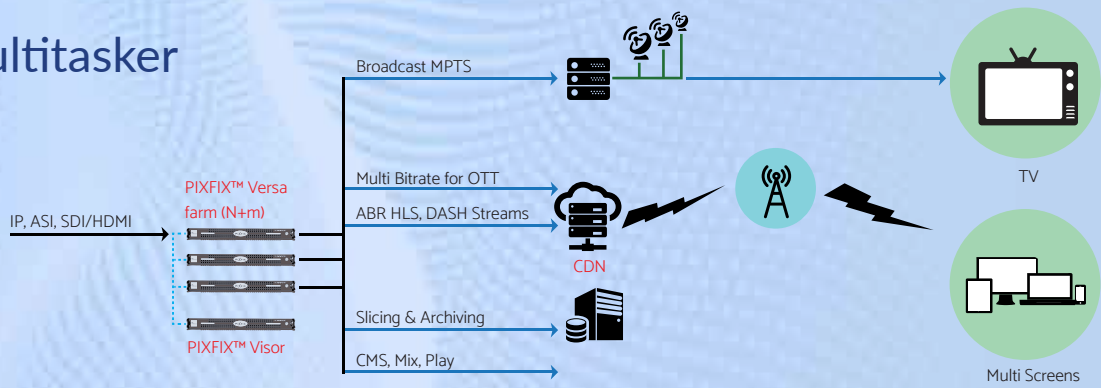 ultitasker
Broadcast MPTS
TV
Multi Bitrate for OTT
PIXFIX™ Versa
farm (N+m)
ABR HLS, DASH Streams
IP, ASI, SDI/HDMI
CDN
Slicing & Archiving
PIXFIX™ Visor
CMS, Mix, Play
Multi Screens